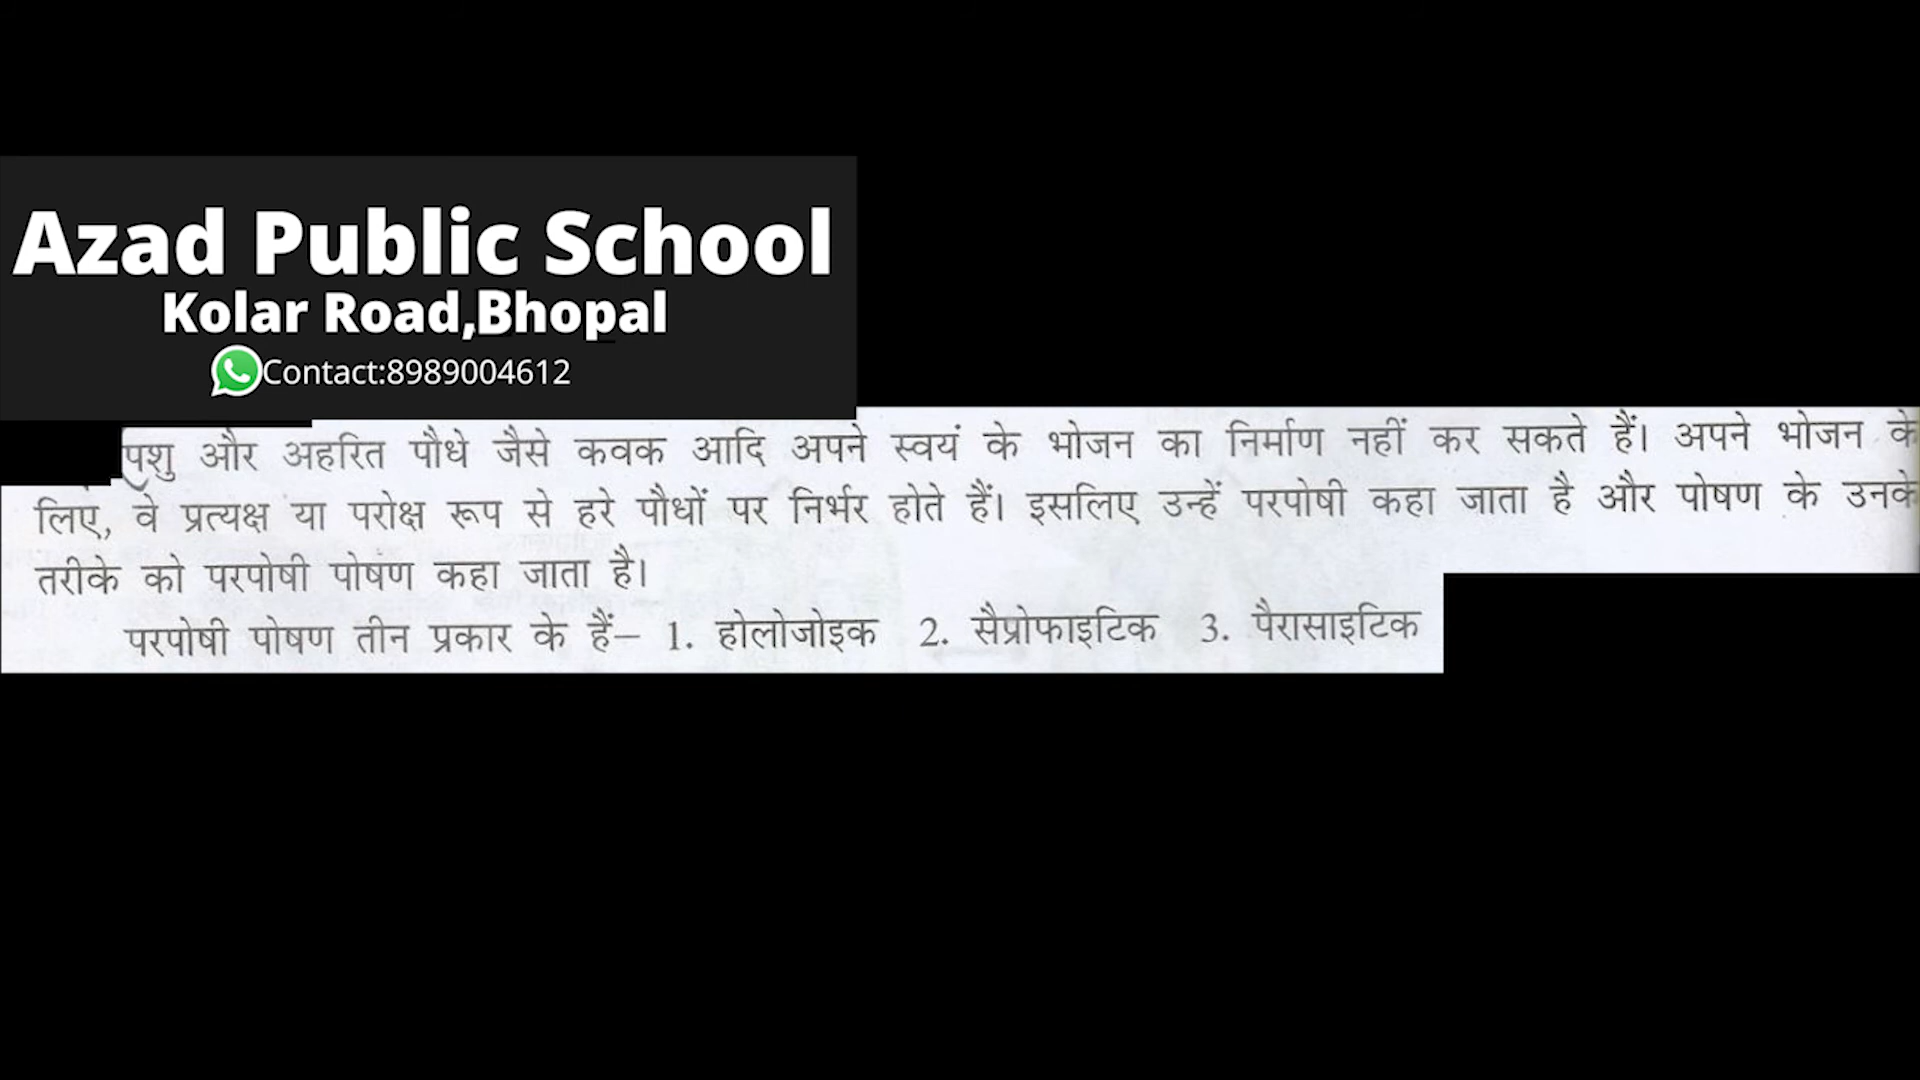 Azad Public School
Kolar Road,Bhopal
Contact:8989004612
पशु और अहरित पौधे जैसे कवक आदि अपने स्वयं के भोजन का निर्माण नहीं कर सकते हैं। अपने भोजन के
लिए, वे प्रत्यक्ष या परोक्ष रूप से हरे पौधों पर निर्भर होते हैं। इसलिए उन्हें परपोषी कहा जाता है और पोषण के उनके
तरीके को परपोषी पोषण कहा जाता है।
परपोषी पोषण तीन प्रकार के हैं– 1. होलोजोइक 2. सैप्रोफाइटिक 3. पैरासाइटिक